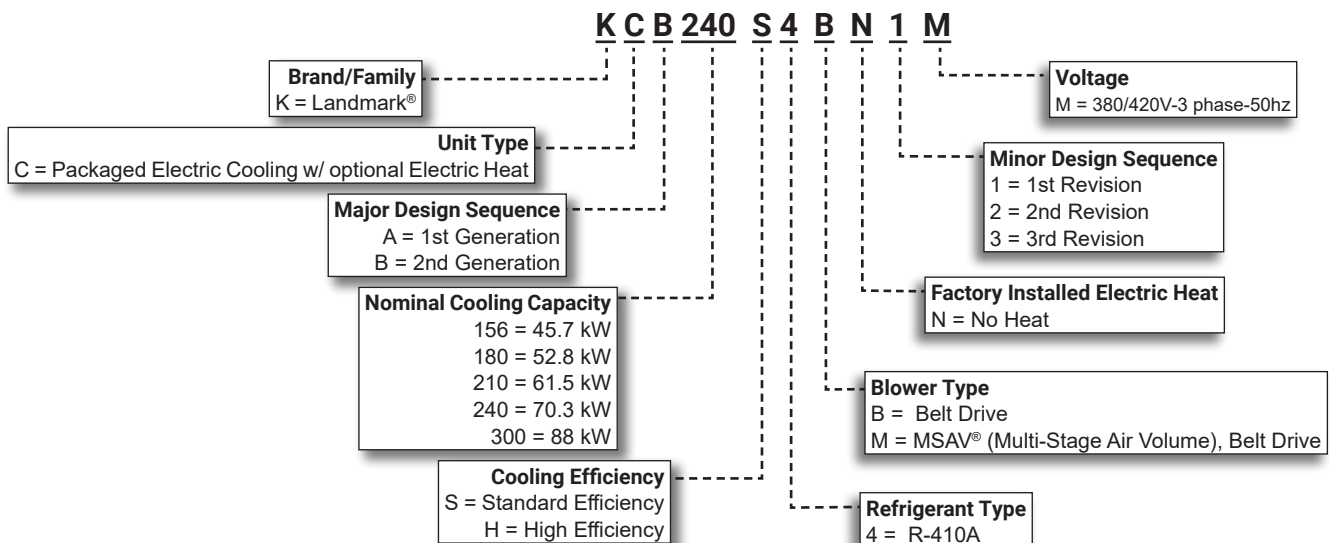 K C B 240 S 4 B N 1 M
Brand/Family
K = Landmark®
Unit Type
C = Packaged Electric Cooling w/ optional Electric Heat
Major Design Sequence
A = 1st Generation
B = 2nd Generation
Nominal Cooling Capacity
156 = 45.7 kW
180 = 52.8 kW
210 = 61.5 kW
240 = 70.3 kW
300 = 88 kW
Cooling Efficiency
S = Standard Efficiency
H = High Efficiency
Voltage
M = 380/420V-3 phase-50hz
Minor Design Sequence
1 = 1st Revision
2 = 2nd Revision
3 = 3rd Revision
Factory Installed Electric Heat
N = No Heat
Blower Type
B = Belt Drive
M = MSAV® (Multi-Stage Air Volume), Belt Drive
Refrigerant Type
4 = R-410A